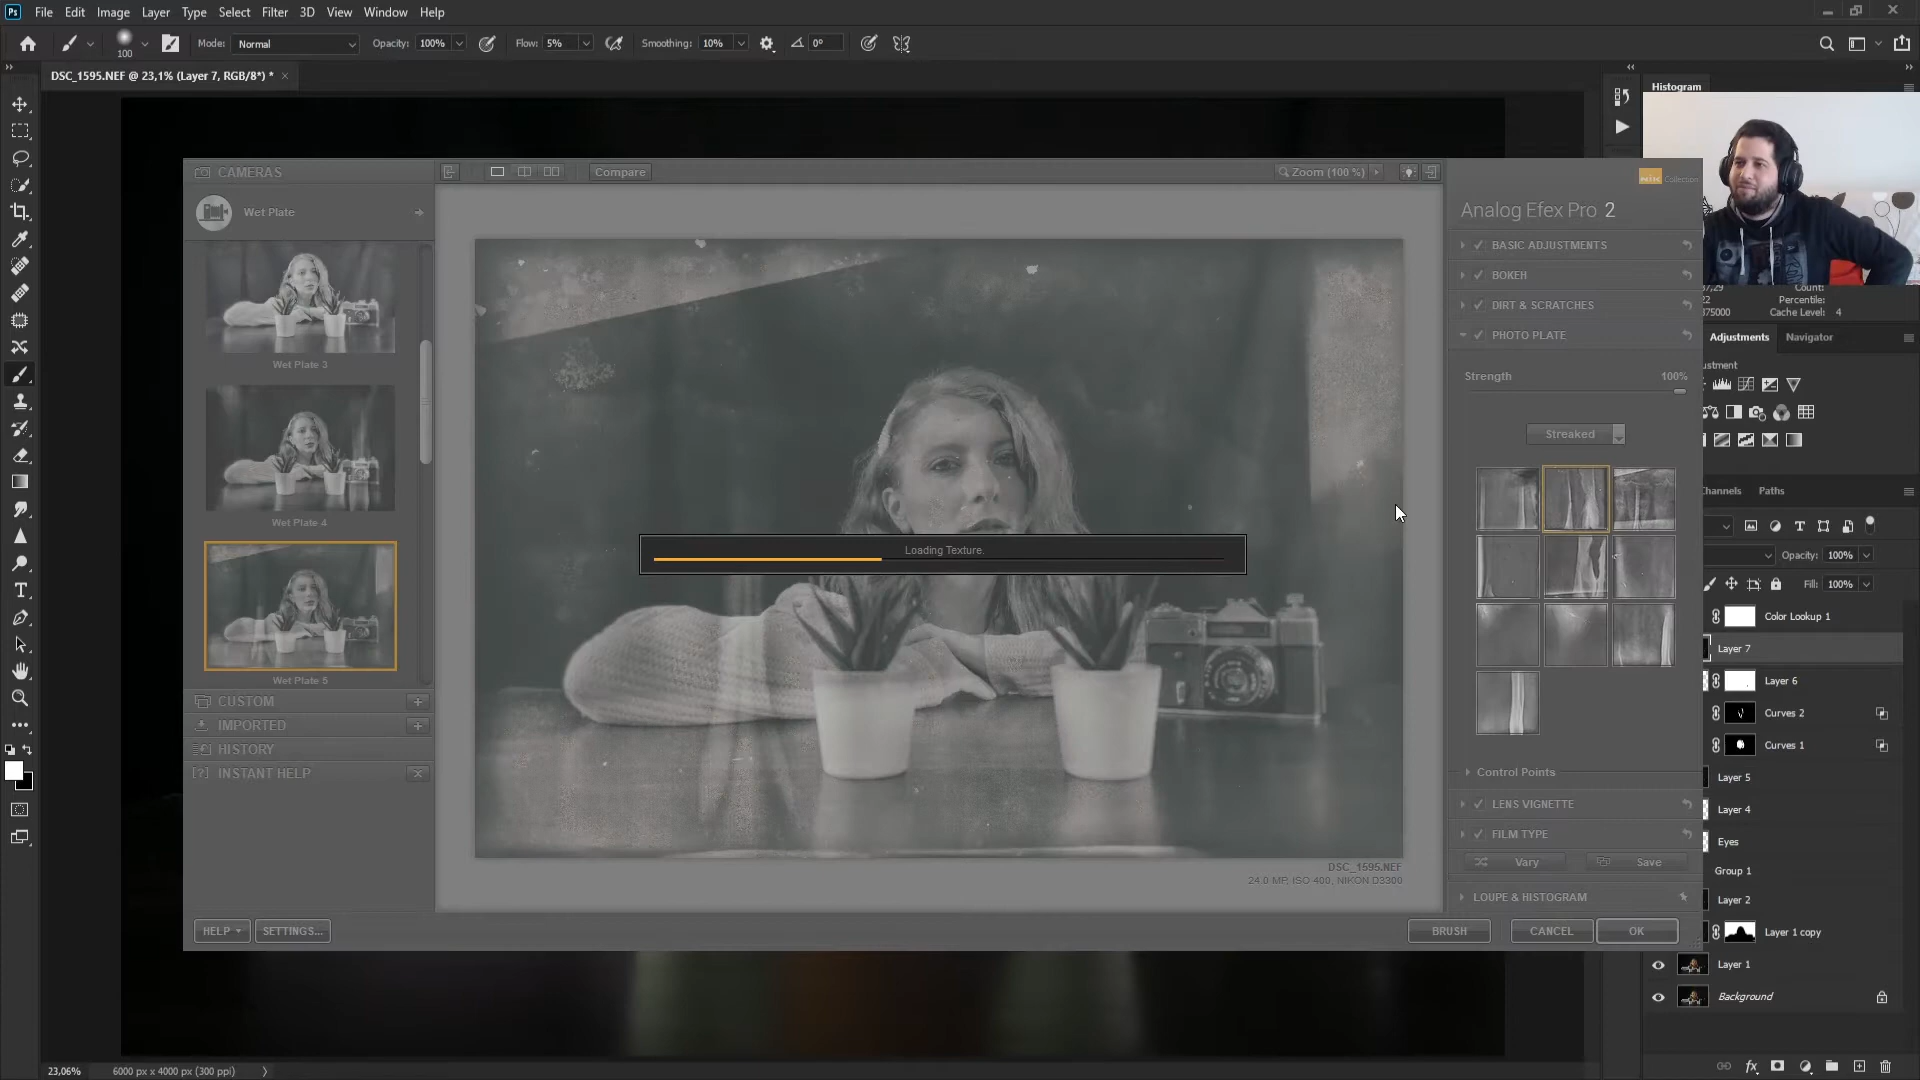 Ps File Edit Image Layer Type Select Filter 3D View Window Help
100 Mode: Normal Opacity: 100% Flow: 5% Smoothing: 10% 0°
DSC_1595.NEF @ 23,1% (Layer 7, RGB/8*) *
Histogram
CAMERAS
Compare
Zoom (100 %)
nik Collection
Wet Plate
Analog Efex Pro 2
BASIC ADJUSTMENTS
BOKEH
DIRT & SCRATCHES
PHOTO PLATE
Strength 100%
Streaked
Wet Plate 3
Wet Plate 4
Wet Plate 5
CUSTOM
IMPORTED
HISTORY
[?] INSTANT HELP
Loading Texture.
Control Points
LENS VIGNETTE
FILM TYPE
Vary Save
LOUPE & HISTOGRAM
DSC_1595.NEF
24.0 MP, ISO 400, NIKON D3300
HELP SETTINGS... BRUSH CANCEL OK
Count:
Percentile:
Cache Level: 4
Adjustments Navigator
Paths
Opacity: 100%
Fill: 100%
Color Lookup 1
Layer 7
Layer 6
Curves 2
Curves 1
Layer 5
Layer 4
Eyes
Group 1
Layer 2
Layer 1 copy
Layer 1
Background
23,06% 6000 px x 4000 px (300 ppi)